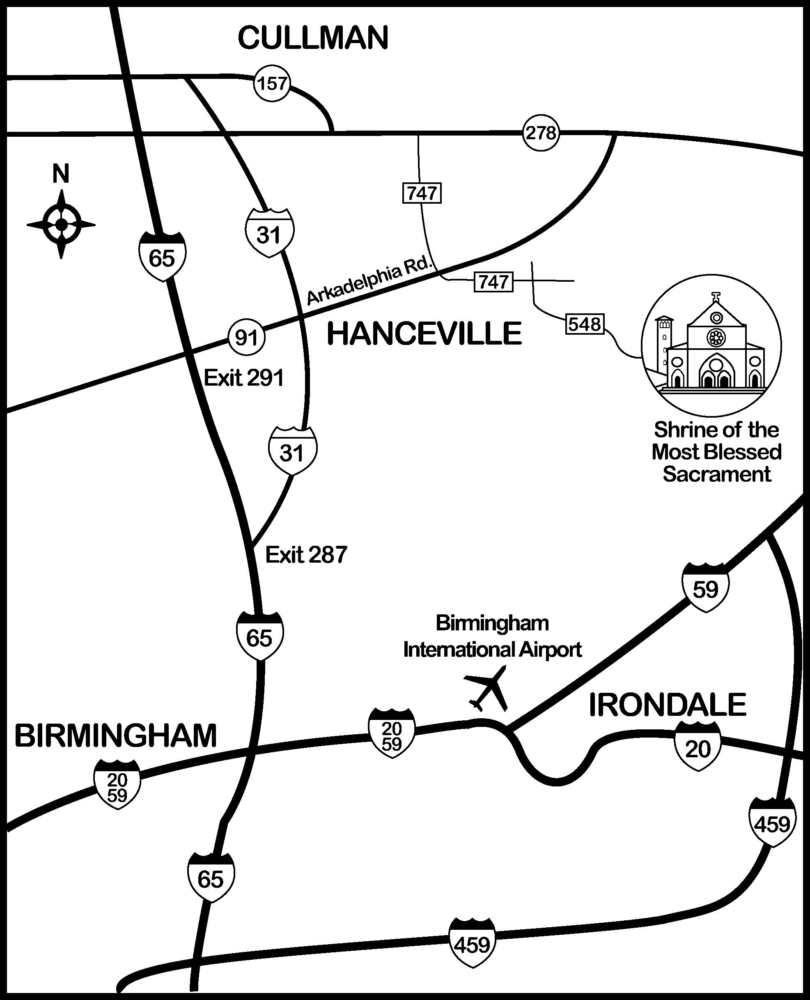 CULLMAN
157
278
N
747
31
65
Arkadelphia Rd.
747
548
91
HANCEVILLE
Exit 291
Shrine of the
Most Blessed
Sacrament
31
Exit 287
59
Birmingham
International Airport
65
IRONDALE
BIRMINGHAM
20
59
20
20
59
459
65
459